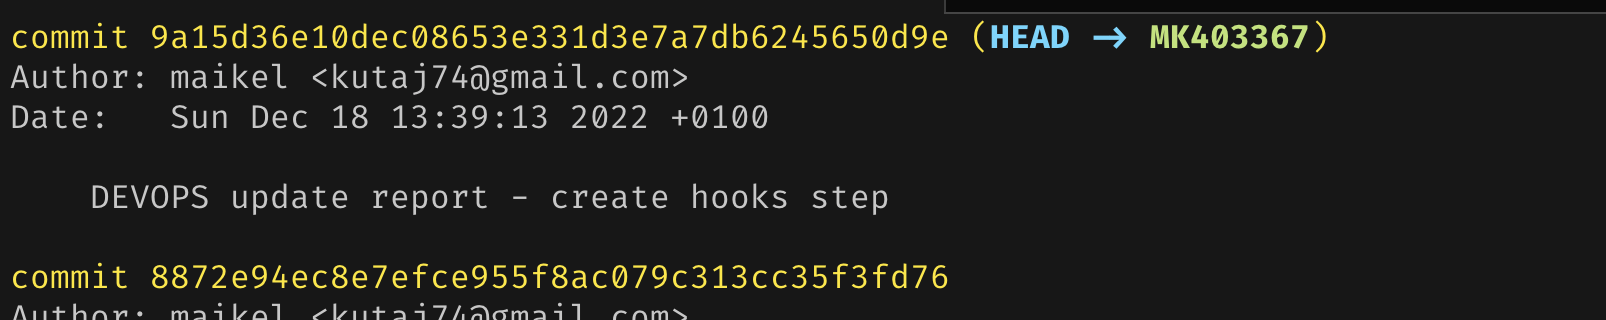 commit 9a15d36e10dec08653e331d3e7a7db6245650d9e (HEAD -> MK403367)
Author: maikel <kutaj74@gmail.com>
Date:   Sun Dec 18 13:39:13 2022 +0100
DEVOPS update report - create hooks step
commit 8872e94ec8e7efce955f8ac079c313cc35f3fd76
Author: maikel <kutaj74@gmail.com>